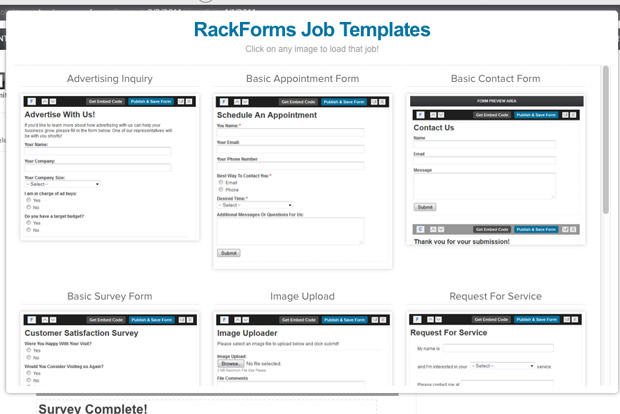 RackForms Job Templates
Click on any image to load that job!
Advertising Inquiry
Basic Appointment Form
Basic Contact Form
Get Embed Code
Publish & Save Form
Advertise With Us!
If you'd like to learn more about how advertising with us can help your
business grow, please fill in the form below. One of our representatives will
be with you shortly!
Your Name:
Your Company:
Your Company Size:
- Select -
I am in charge of ad buys:
Yes
No
Do you have a target budget?
Yes
No
Get Embed Code
Publish & Save Form
Schedule An Appointment
You Name: *
Your Email:
Your Phone Number
Best Way To Contact You: *
Email
Phone
Desired Time: *
- Select -
Additional Messages Or Questions For Us:
Submit
FORM PREVIEW AREA
Get Embed Code
Publish & Save Form
Contact Us
Name
Email
Message
Submit
Get Embed Code
Publish & Save Form
Thank you for your submission!
Basic Survey Form
Image Upload
Request For Service
Get Embed Code
Publish & Save Form
Customer Satisfaction Survey
Were You Happy With Your Visit?
Yes
No
Would You Consider Visiting us Again?
Yes
No
Get Embed Code
Publish & Save Form
Image Uploader
Please select an image file to upload below and click submit!
Image Upload:
Browse_ No file selected.
File Comments
Get Embed Code
Publish & Save Form
Request For Service
My name is
and I'm interested in your - Select - service.
Please contact me at
Survey Complete!